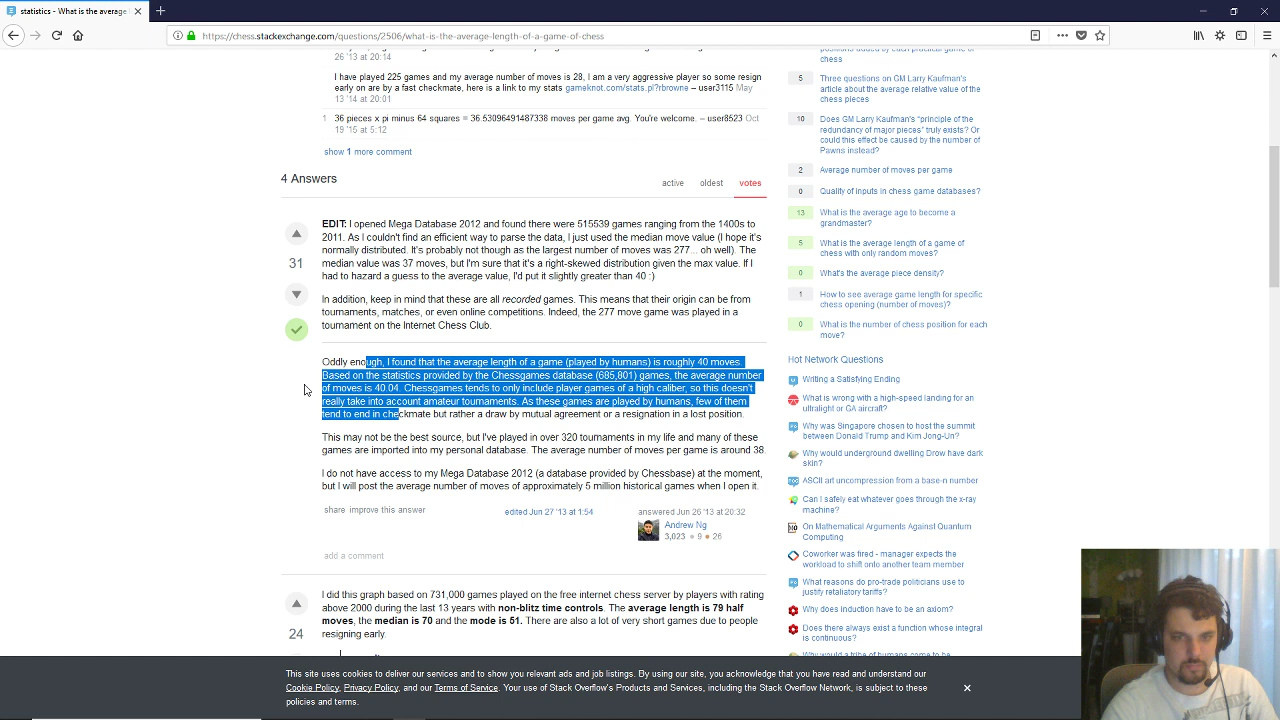 statistics - What is the average
https://chess.stackexchange.com/questions/2506/what-is-the-average-length-of-a-game-of-chess
26 '13 at 20:14
I have played 225 games and my average number of moves is 28, I am a very aggressive player so some resign
early on are by a fast checkmate, here is a link to my stats gameknot.com/stats.pl?rbrowne – user3115 May
13 '14 at 20:01
1 36 pieces x pi minus 64 squares = 36.53096491487338 moves per game avg. You're welcome. – user8523 Oct
19 '15 at 5:12
show 1 more comment
4 Answers
active oldest votes
31
EDIT: I opened Mega Database 2012 and found there were 515539 games ranging from the 1400s to
2011. As I couldn't find an efficient way to parse the data, I just used the median move value (I hope it's
normally distributed. It's probably not though as the largest number of moves was 277... oh well). The
median value was 37 moves, but I'm sure that it's a right-skewed distribution given the max value. If I
had to hazard a guess to the average value, I'd put it slightly greater than 40 :)
In addition, keep in mind that these are all recorded games. This means that their origin can be from
tournaments, matches, or even online competitions. Indeed, the 277 move game was played in a
tournament on the Internet Chess Club.
Oddly enough, I found that the average length of a game (played by humans) is roughly 40 moves.
Based on the statistics provided by the Chessgames database (685,801) games, the average number
of moves is 40.04. Chessgames tends to only include player games of a high caliber, so this doesn't
really take into account amateur tournaments. As these games are played by humans, few of them
tend to end in checkmate but rather a draw by mutual agreement or a resignation in a lost position.
This may not be the best source, but I've played in over 320 tournaments in my life and many of these
games are imported into my personal database. The average number of moves per game is around 38.
I do not have access to my Mega Database 2012 (a database provided by Chessbase) at the moment,
but I will post the average number of moves of approximately 5 million historical games when I open it.
share improve this answer
edited Jun 27 '13 at 1:54
answered Jun 26 '13 at 20:32
Andrew Ng
3,023 9 26
add a comment
24
I did this graph based on 731,000 games played on the free internet chess server by players with rating
above 2000 during the last 13 years with non-blitz time controls. The average length is 79 half
moves, the median is 70 and the mode is 51. There are also a lot of very short games due to people
resigning early.
chess
5 Three questions on GM Larry Kaufman's
article about the average relative value of the
chess pieces
10 Does GM Larry Kaufman's "principle of the
redundancy of major pieces" truly exists? Or
could this effect be caused by the number of
Pawns instead?
2 Average number of moves per game
0 Quality of inputs in chess game databases?
13 What is the average age to become a
grandmaster?
5 What is the average length of a game of
chess with only random moves?
0 What's the average piece density?
1 How to see average game length for specific
chess opening (number of moves)?
0 What is the number of chess position for each
move?
Hot Network Questions
Writing a Satisfying Ending
What is wrong with a high-speed landing for an
ultralight or GA aircraft?
Why was Singapore chosen to host the summit
between Donald Trump and Kim Jong-Un?
Why would underground dwelling Drow have dark
skin?
ASCII art uncompression from a base-n number
Can I safely eat whatever goes through the x-ray
machine?
On Mathematical Arguments Against Quantum
Computing
Coworker was fired - manager expects the
workload to shift onto another team member
What reasons do pro-trade politicians use to
justify retaliatory tariffs?
Why does induction have to be an axiom?
Does there always exist a function whose integral
is continuous?
Why would a tribe of humans come to be
This site uses cookies to deliver our services and to show you relevant ads and job listings. By using our site, you acknowledge that you have read and understand our
Cookie Policy, Privacy Policy, and our Terms of Service. Your use of Stack Overflow's Products and Services, including the Stack Overflow Network, is subject to these
policies and terms.